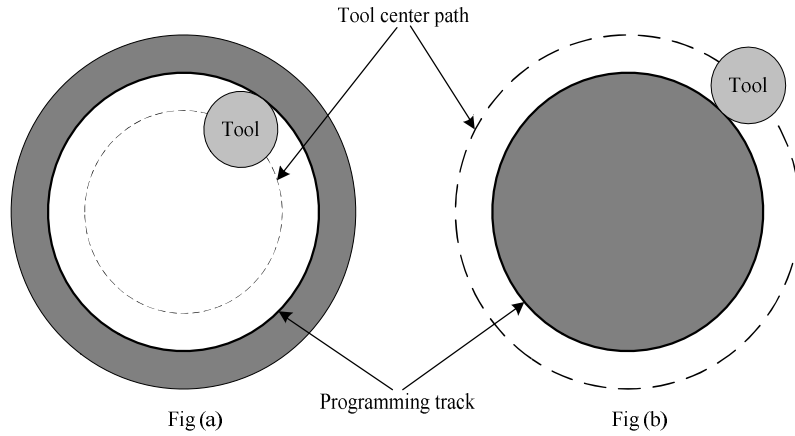 Tool center path
Tool
Tool
Programming track
Fig (a)
Fig (b)